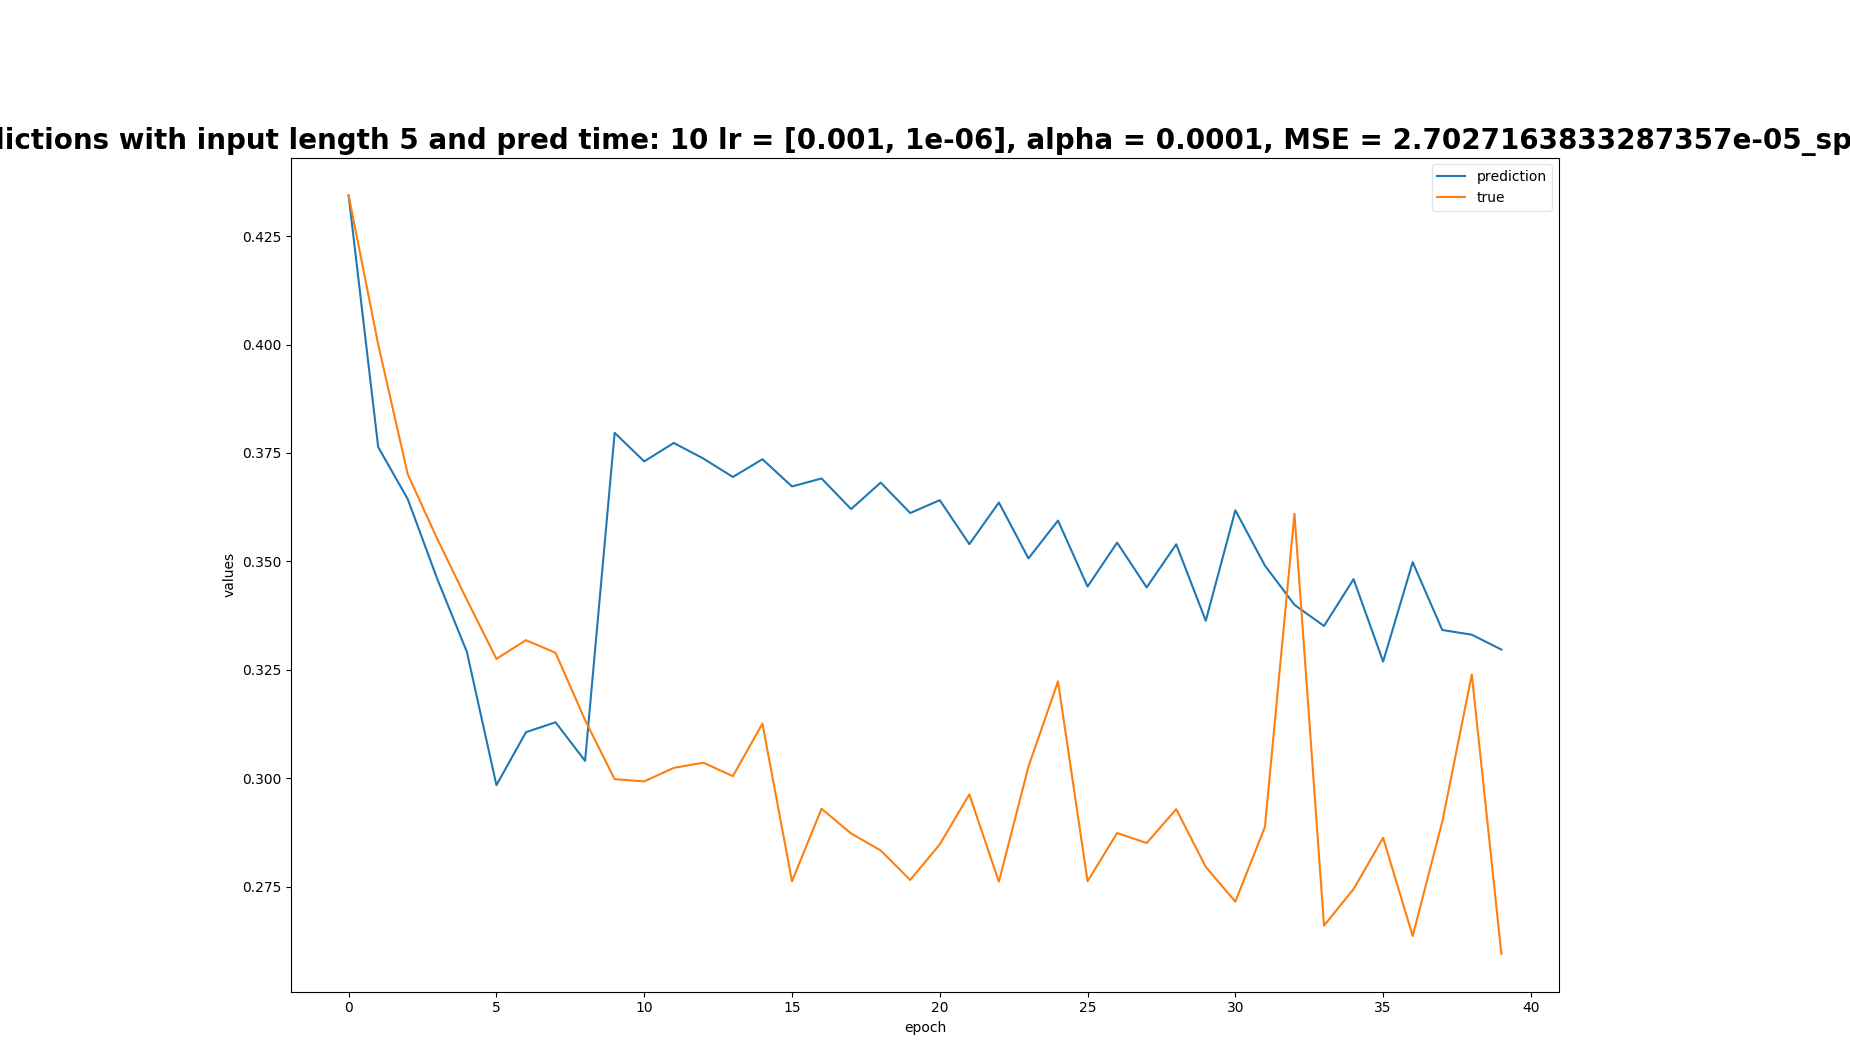 dictions with input length 5 and pred time: 10 lr = [0.001, 1e-06], alpha = 0.0001, MSE = 2.7027163833287357e-05_sp
prediction
true
0.425
0.400
0.375
0.350
0.325
0.300
0.275
values
0 5 10 15 20 25 30 35 40
epoch